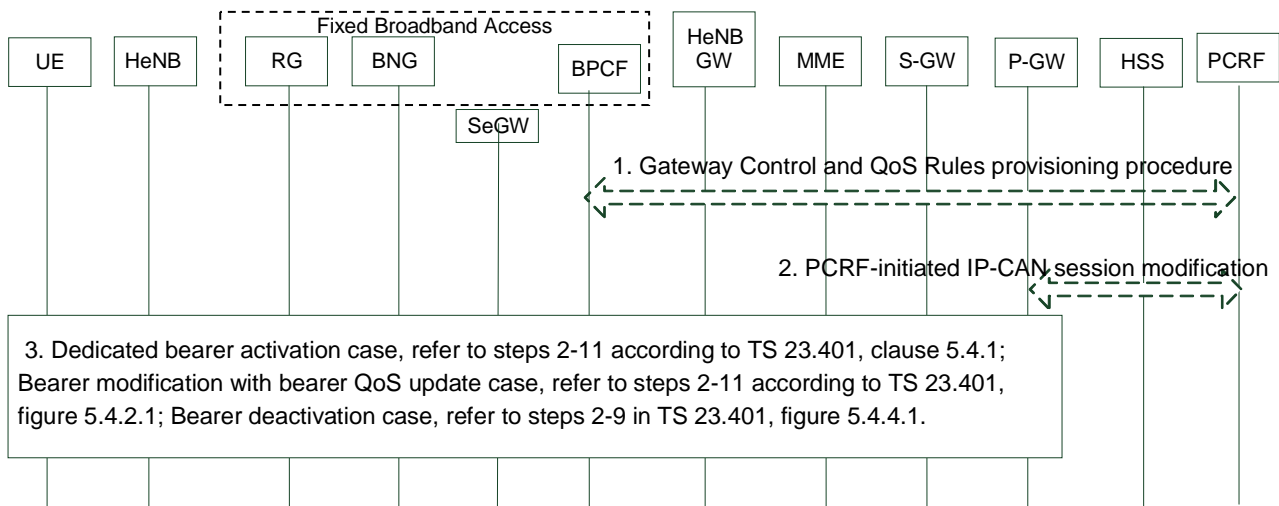 Fixed Broadband Access
UE
HeNB
RG
BNG
BPCF
HeNB
GW
MME
S-GW
P-GW
HSS
PCRF
SeGW
1. Gateway Control and QoS Rules provisioning procedure
2. PCRF-initiated IP-CAN session modification
3. Dedicated bearer activation case, refer to steps 2-11 according to TS 23.401, clause 5.4.1;
Bearer modification with bearer QoS update case, refer to steps 2-11 according to TS 23.401,
figure 5.4.2.1; Bearer deactivation case, refer to steps 2-9 in TS 23.401, figure 5.4.4.1.